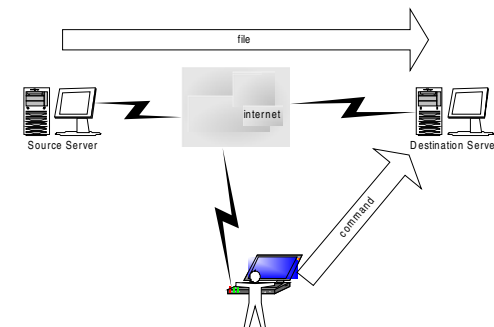 file
internet
Source Server
Destination Serve
command